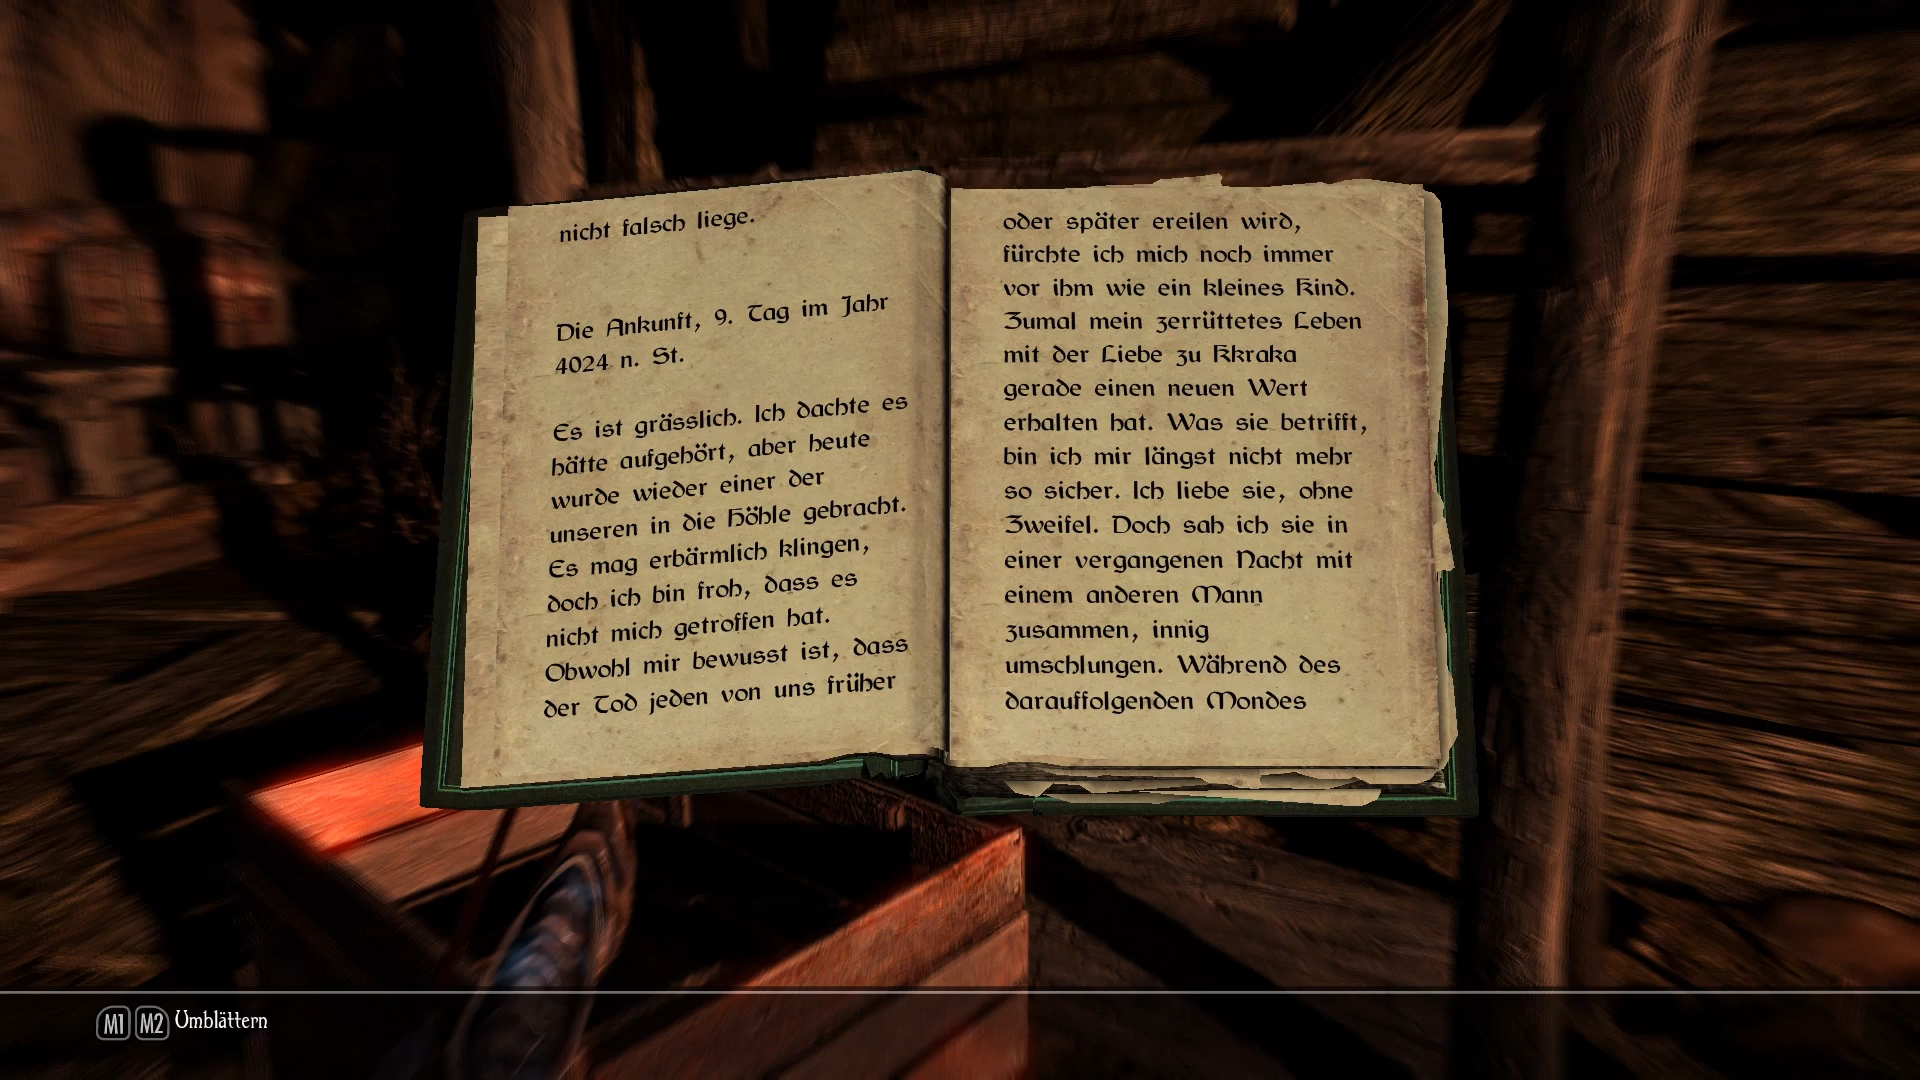 nicht falsch liege.
Die Ankunft, 9. Tag im Jahr
4024 n. St.
Es ist grässlich. Ich dachte es
hätte aufgehört, aber heute
wurde wieder einer der
unseren in die Höhle gebracht.
Es mag erbärmlich klingen,
doch ich bin froh, dass es
nicht mich getroffen hat.
Obwohl mir bewusst ist, dass
der Tod jeden von uns früher
oder später ereilen wird,
fürchte ich mich noch immer
vor ihm wie ein kleines Kind.
Zumal mein zerrüttetes Leben
mit der Liebe zu Kkraka
gerade einen neuen Wert
erhalten hat. Was sie betrifft,
bin ich mir längst nicht mehr
so sicher. Ich liebe sie, ohne
Zweifel. Doch sah ich sie in
einer vergangenen Nacht mit
einem anderen Mann
zusammen, innig
umschlungen. Während des
darauffolgenden Mondes
M1 M2 Umblättern